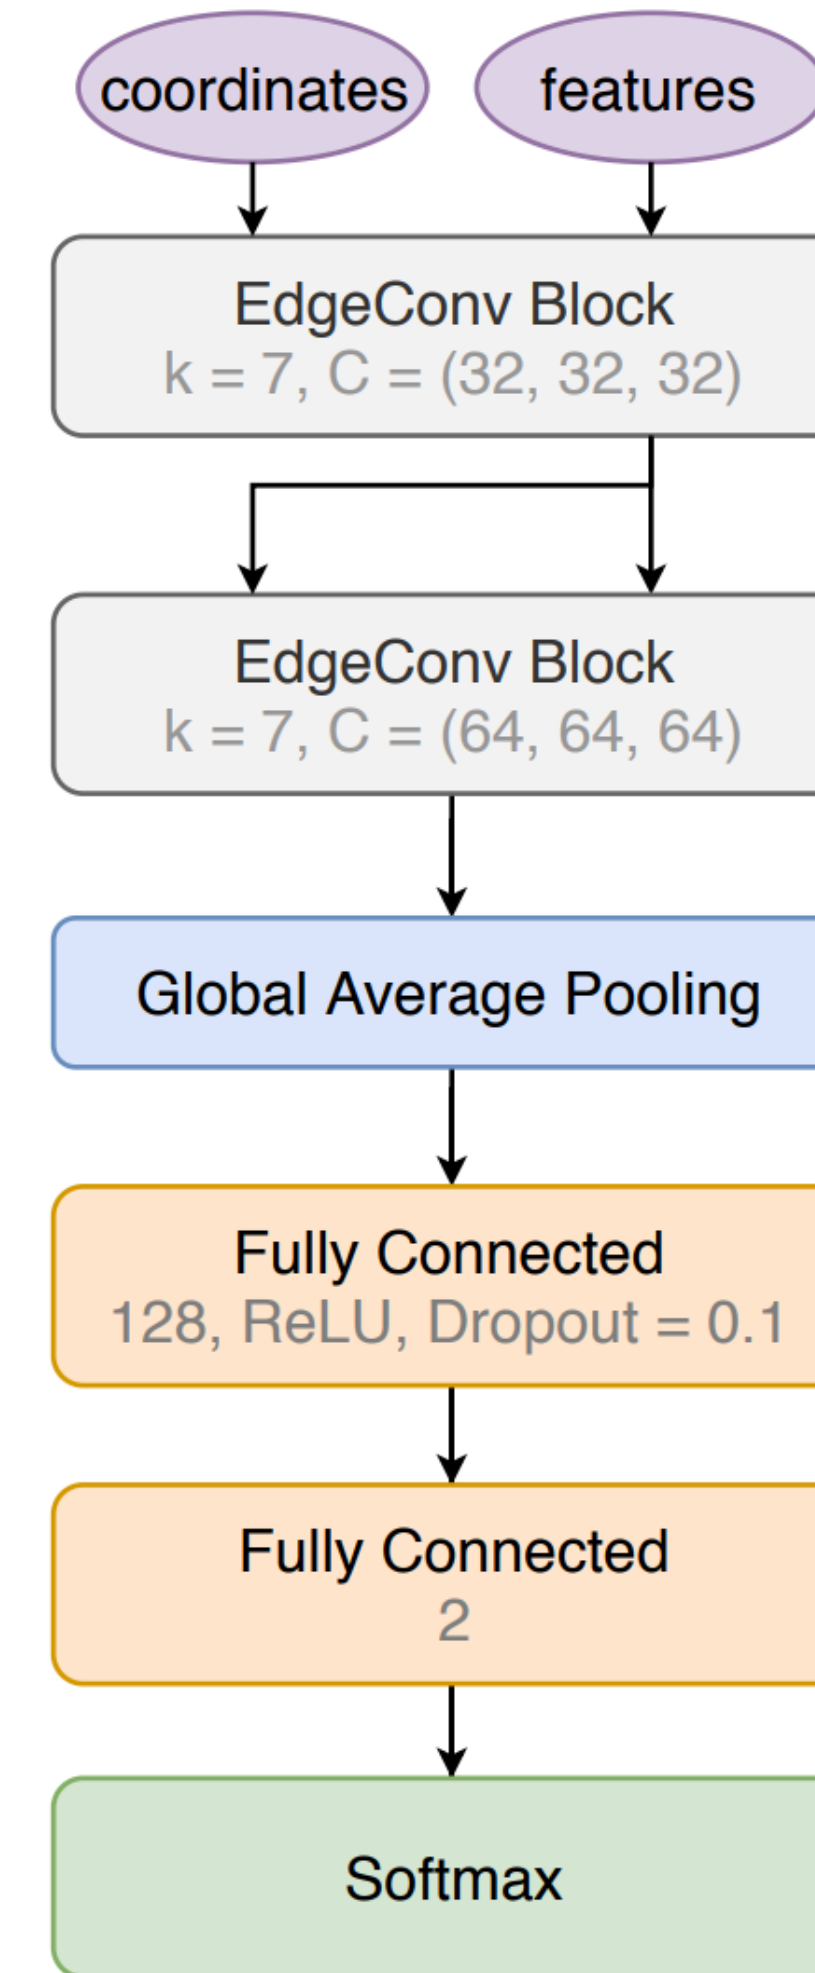 coordinates
features
EdgeConv Block
k = 7, C = (32, 32, 32)
EdgeConv Block
k = 7, C = (64, 64, 64)
Global Average Pooling
Fully Connected
128, ReLU, Dropout = 0.1
Fully Connected
2
Softmax